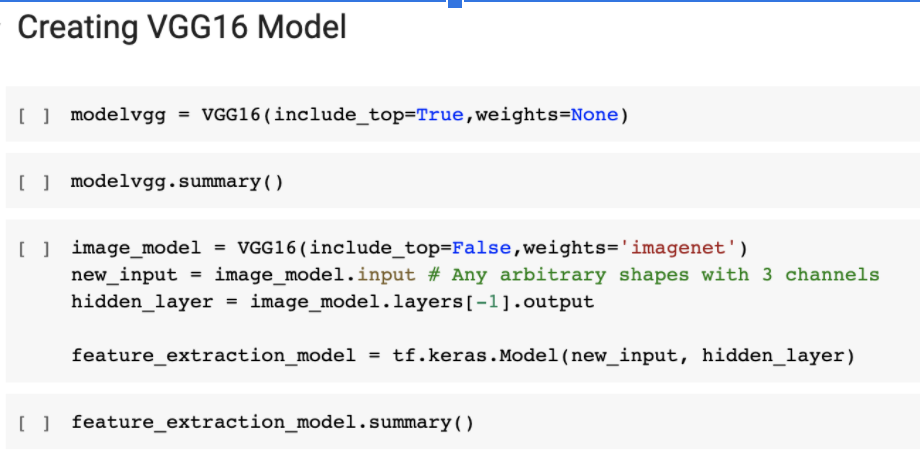 Creating VGG16 Model
[ ] modelvgg = VGG16(include_top=True,weights=None)
[ ] modelvgg.summary()
[ ] image_model = VGG16(include_top=False,weights='imagenet')
new_input = image_model.input # Any arbitrary shapes with 3 channels
hidden_layer = image_model.layers[-1].output
feature_extraction_model = tf.keras.Model(new_input, hidden_layer)
[ ] feature_extraction_model.summary()